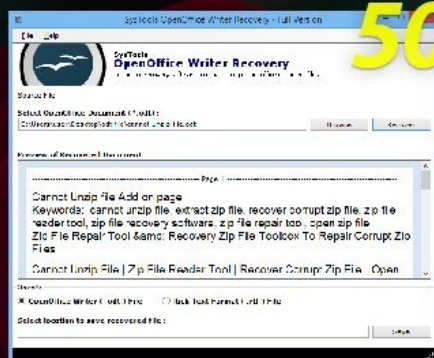 50
SysTools OpenOffice Writer Recovery - Full Version
File Help
SysTools
OpenOffice Writer Recovery
Source File
Select OpenOffice Document (*.odt) :
Browse Recover
Preview of Recovered Document
Page 1
Cannot Unzip file Add on page
Keywords: cannot unzip file, extract zip file, recover corrupt zip file, zip file
reader tool, zip file recovery software, zip file repair tool, open zip file
Zip File Repair Tool &amp; Recovery Zip File Toolbox To Repair Corrupt Zip
Files
Cannot Unzip File | Zip File Reader Tool | Recover Corrupt Zip File Open
OpenOffice Writer (.odt) File Rich Text Format (.rtf) File
Select location to save recovered file :